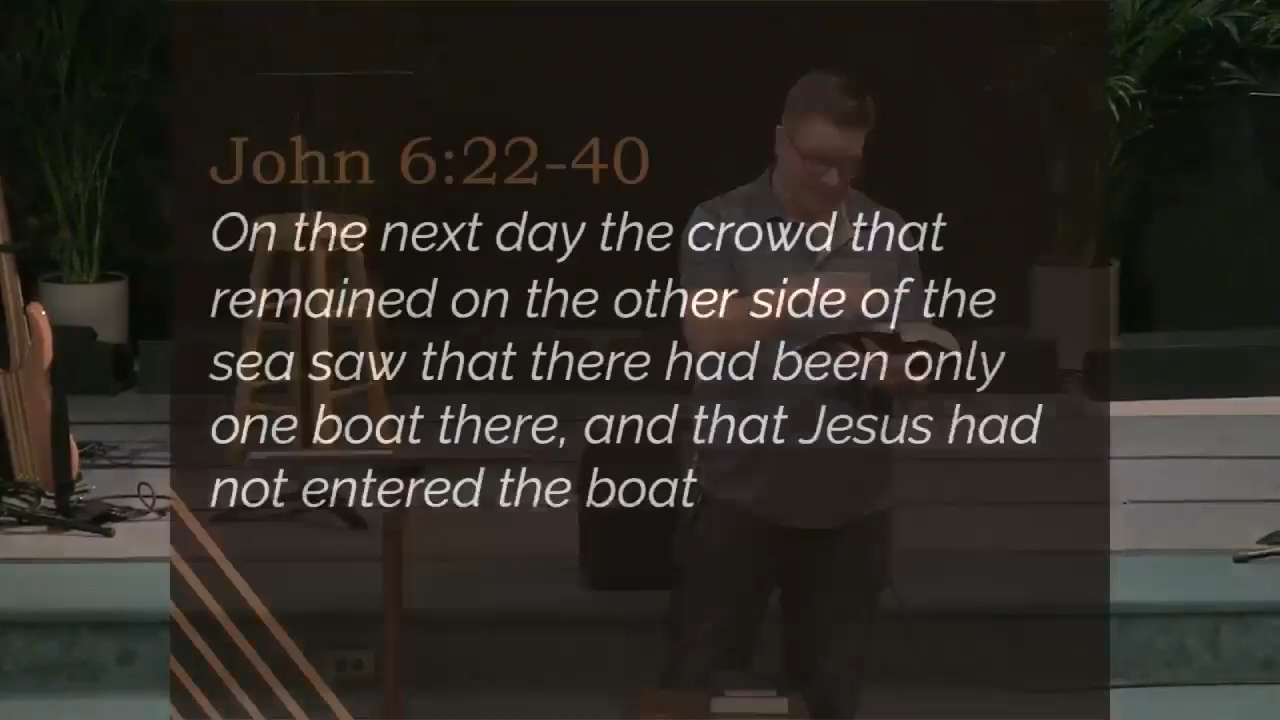 John 6:22-40
On the next day the crowd that
remained on the other side of the
sea saw that there had been only
one boat there, and that Jesus had
not entered the boat